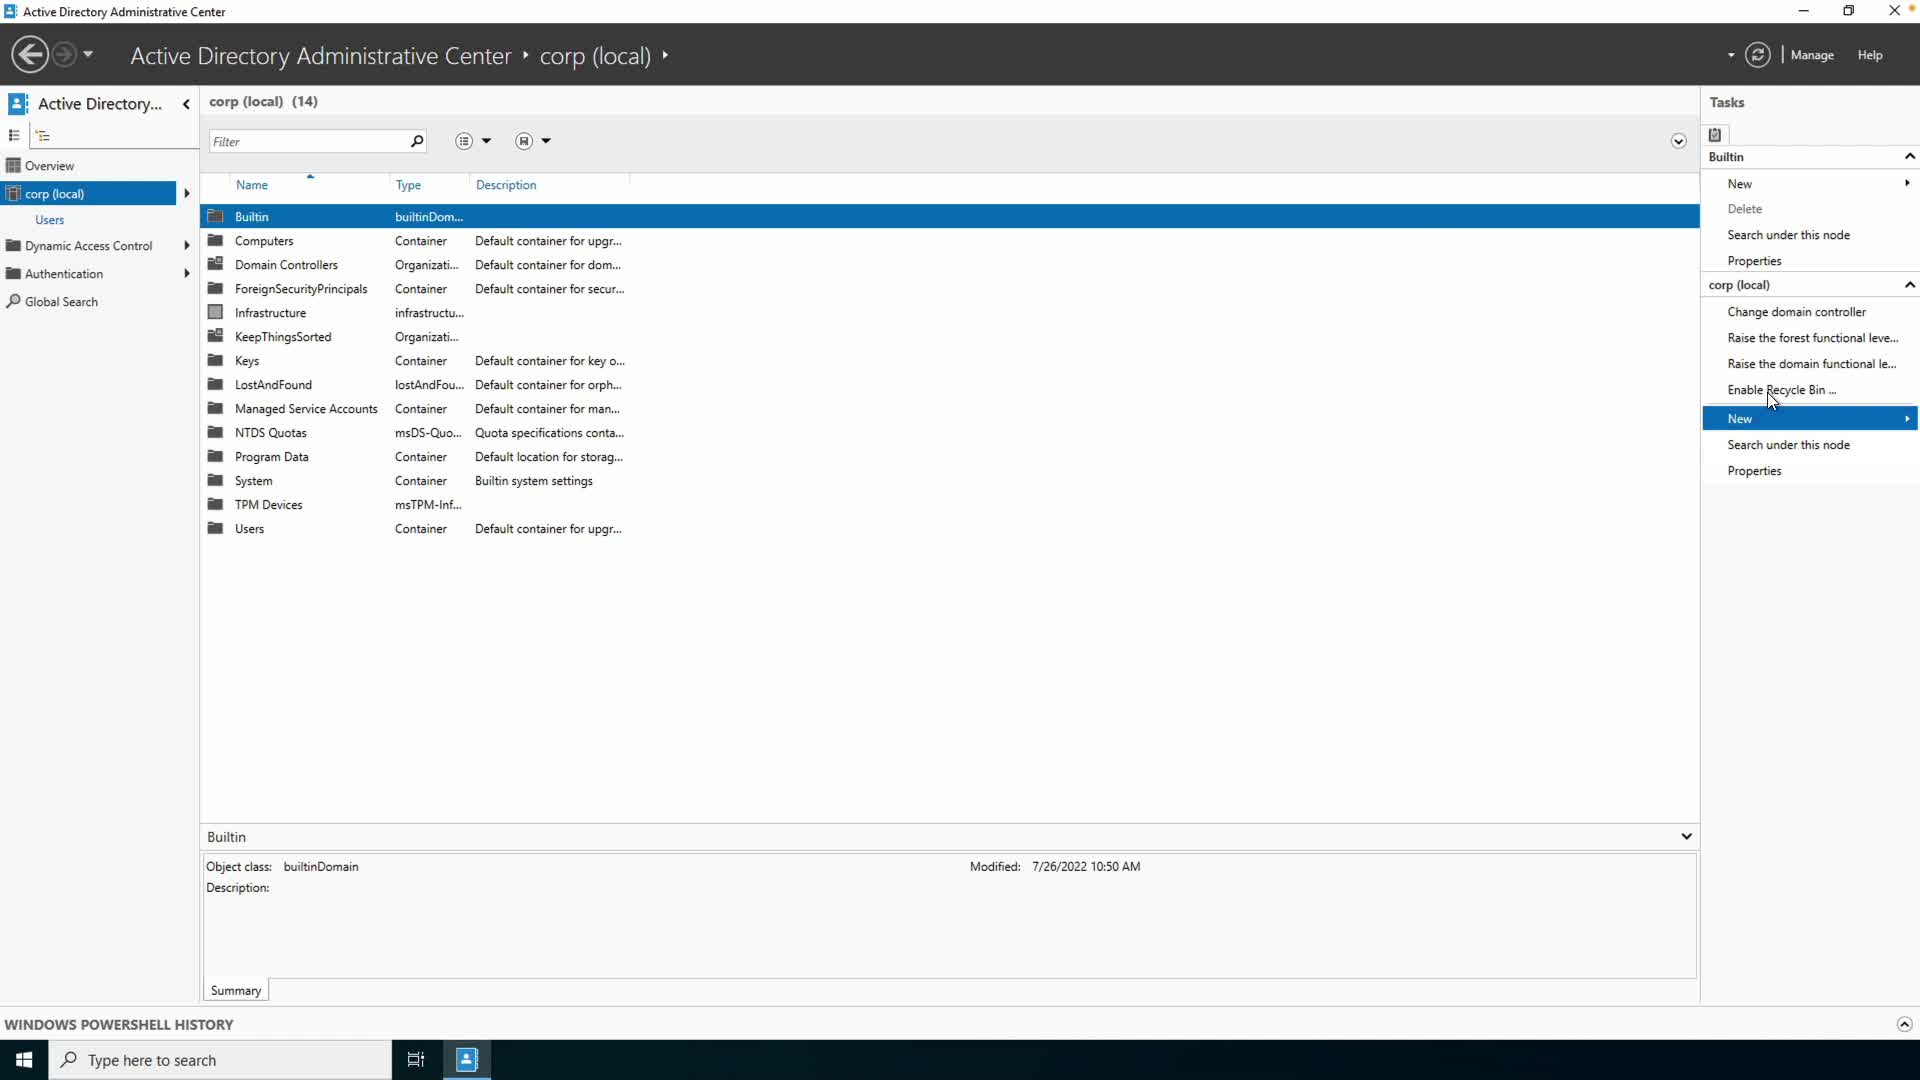 Active Directory Administrative Center
Active Directory Administrative Center ‣ corp (local) ‣
Manage Help
Active Directory...
Overview
corp (local)
Users
Dynamic Access Control
Authentication
Global Search
corp (local) (14)
Filter
Name Type Description
Builtin builtinDom...
Computers Container Default container for upgr...
Domain Controllers Organizati... Default container for dom...
ForeignSecurityPrincipals Container Default container for secur...
Infrastructure infrastructu...
KeepThingsSorted Organizati...
Keys Container Default container for key o...
LostAndFound lostAndFou... Default container for orph...
Managed Service Accounts Container Default container for man...
NTDS Quotas msDS-Quo... Quota specifications conta...
Program Data Container Default location for storag...
System Container Builtin system settings
TPM Devices msTPM-Inf...
Users Container Default container for upgr...
Builtin
Object class: builtinDomain Modified: 7/26/2022 10:50 AM
Description:
Summary
Tasks
Builtin
New
Delete
Search under this node
Properties
corp (local)
Change domain controller
Raise the forest functional leve...
Raise the domain functional le...
Enable Recycle Bin ...
New
Search under this node
Properties
WINDOWS POWERSHELL HISTORY
Type here to search